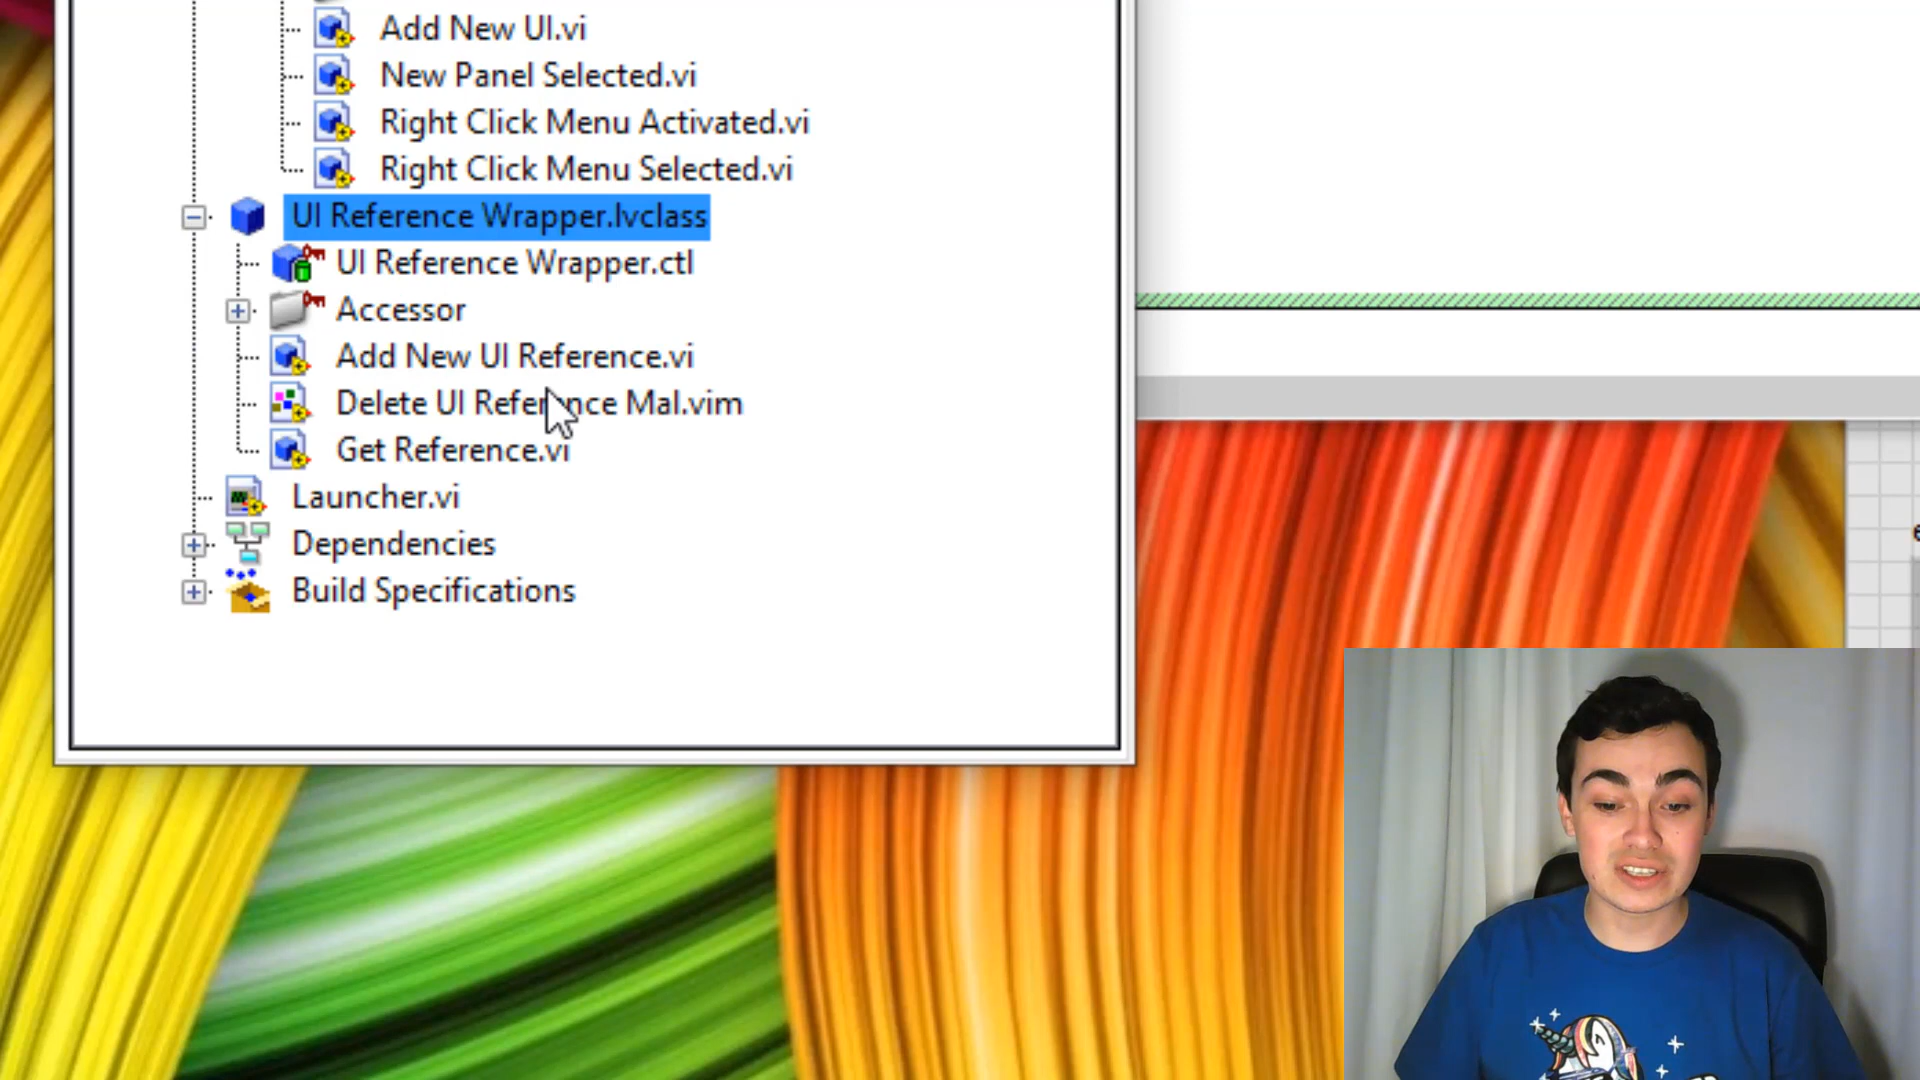 Add New UI.vi
New Panel Selected.vi
Right Click Menu Activated.vi
Right Click Menu Selected.vi
UI Reference Wrapper.lvclass
UI Reference Wrapper.ctl
Accessor
Add New UI Reference.vi
Delete UI Reference Mal.vim
Get Reference.vi
Launcher.vi
Dependencies
Build Specifications